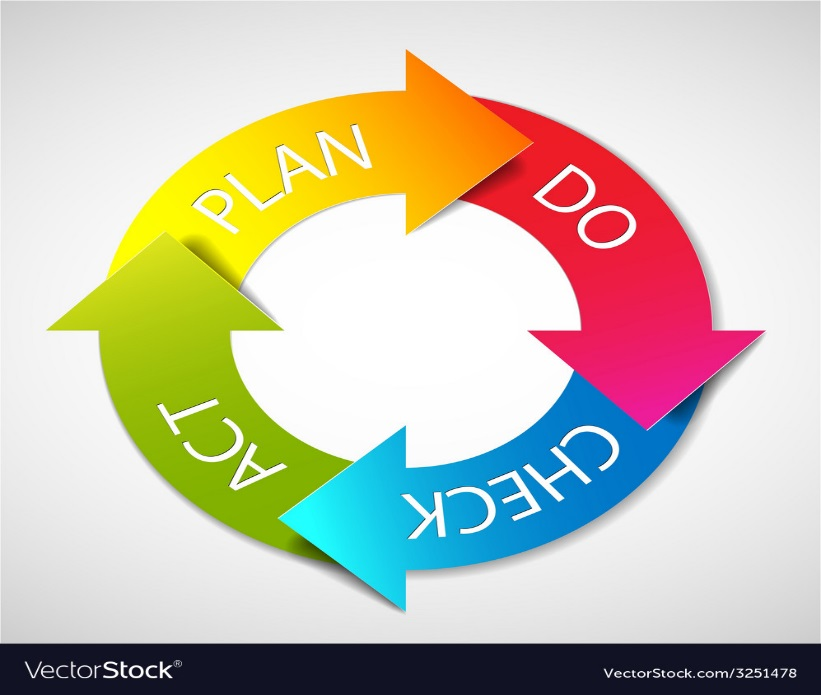 PLAN
DO
CHECK
ACT
VectorStock®
VectorStock.com/3251478